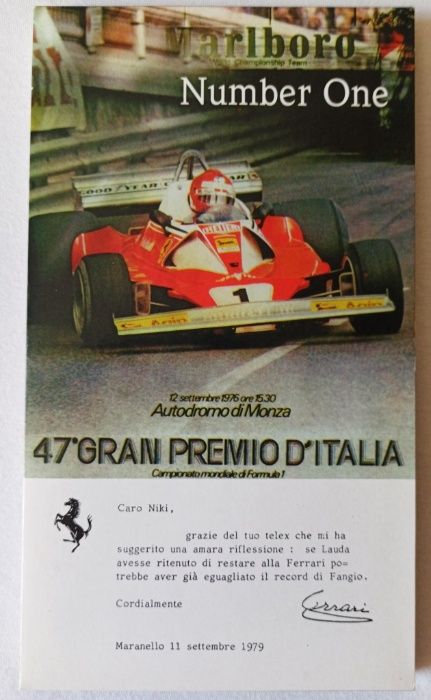 Marlboro
World Championship Team
Number One
GOODYEAR
1
Agip
12 settembre 1976 ore 15.30
Autodromo di Monza
47°GRAN PREMIO D'ITALIA
Campionato mondiale di Formula 1
Caro Niki,
grazie del tuo telex che mi ha
suggerito una amara riflessione : se Lauda
avesse ritenuto di restare alla Ferrari po=
trebbe aver già eguagliato il record di Fangio.
Cordialmente
Ferrari
Maranello 11 settembre 1979